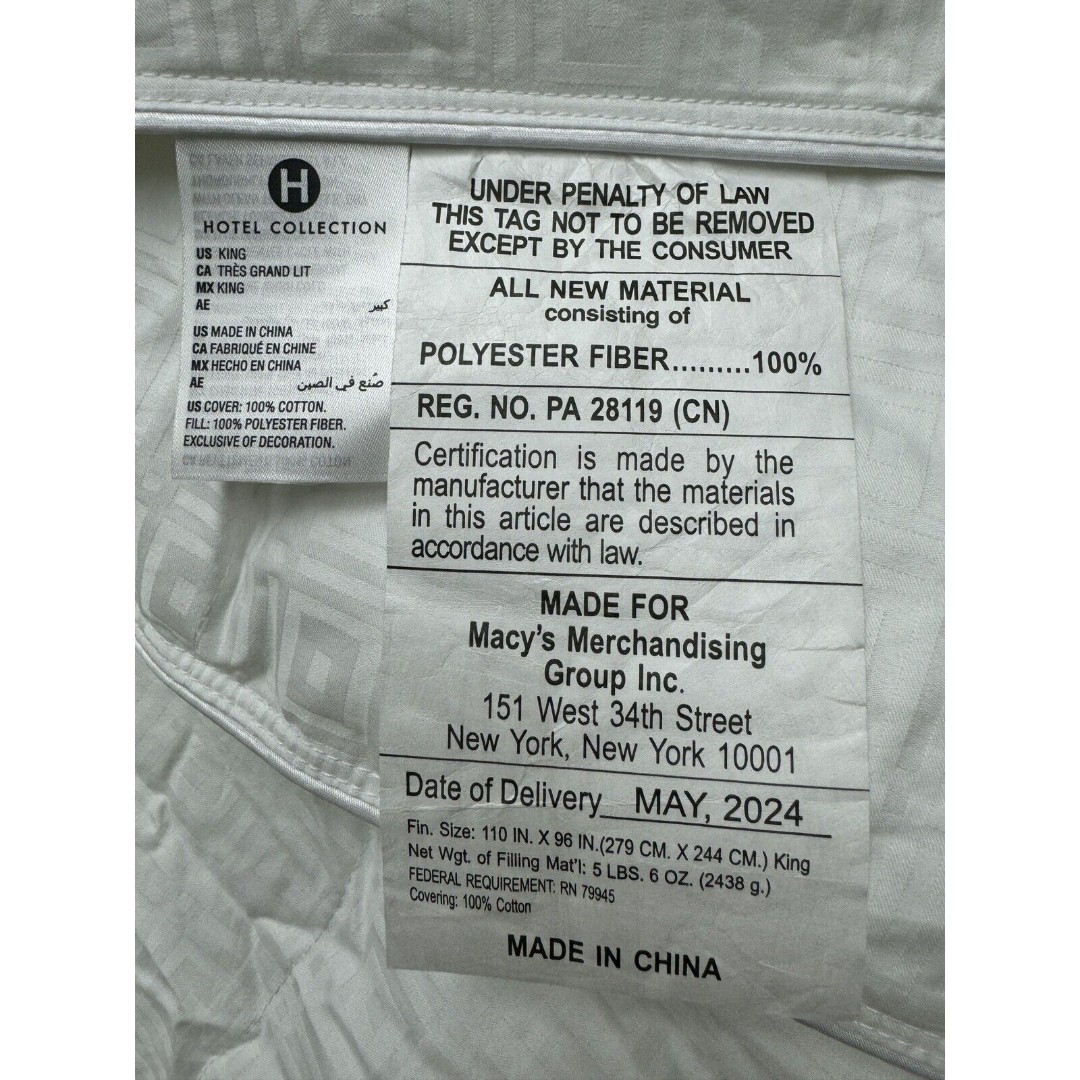 H
HOTEL COLLECTION
US KING
CA TRÈS GRAND LIT
MX KING
AE كبير
US MADE IN CHINA
CA FABRIQUÉ EN CHINE
MX HECHO EN CHINA
AE صُنع في الصين
US COVER: 100% COTTON.
FILL: 100% POLYESTER FIBER.
EXCLUSIVE OF DECORATION.
UNDER PENALTY OF LAW
THIS TAG NOT TO BE REMOVED
EXCEPT BY THE CONSUMER
ALL NEW MATERIAL
consisting of
POLYESTER FIBER.........100%
REG. NO. PA 28119 (CN)
Certification is made by the
manufacturer that the materials
in this article are described in
accordance with law.
MADE FOR
Macy's Merchandising
Group Inc.
151 West 34th Street
New York, New York 10001
Date of Delivery MAY, 2024
Fin. Size: 110 IN. X 96 IN.(279 CM. X 244 CM.) King
Net Wgt. of Filling Mat'l: 5 LBS. 6 OZ. (2438 g.)
FEDERAL REQUIREMENT: RN 79945
Covering: 100% Cotton
MADE IN CHINA